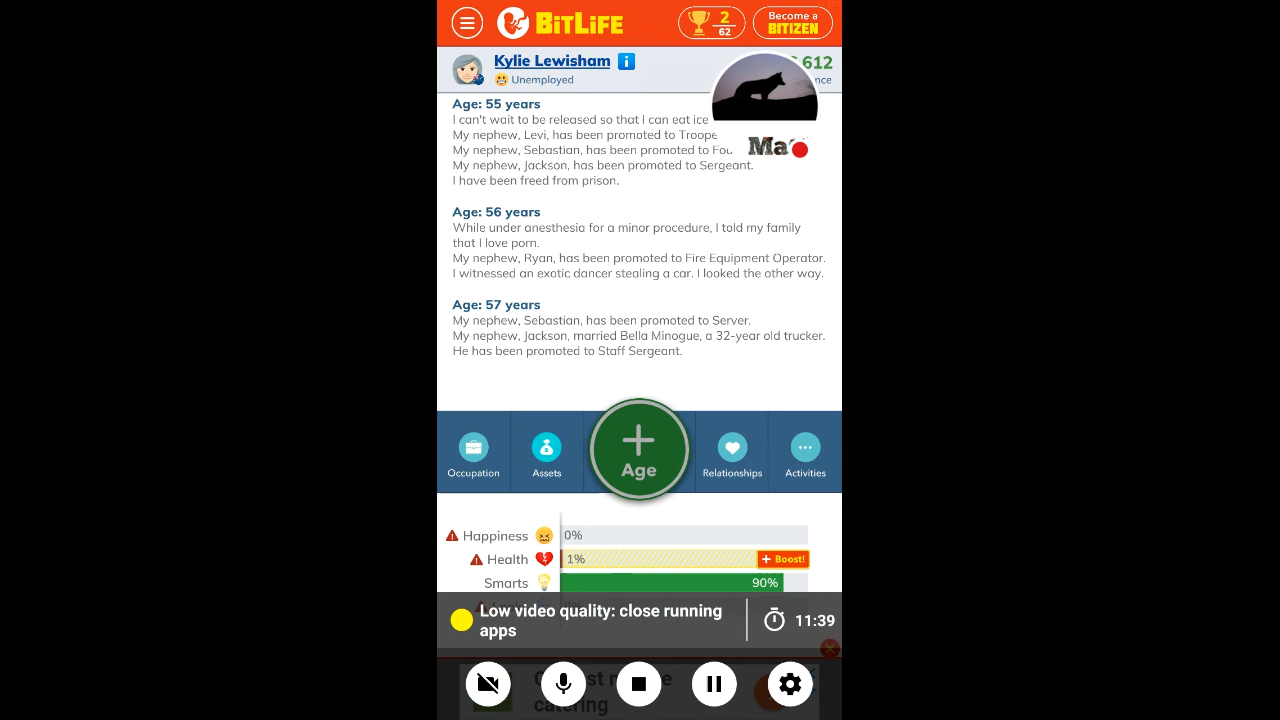 BITLIFE
2
62
Become a
BITIZEN
Kylie Lewisham
Unemployed
612
Age: 55 years
I can't wait to be released so that I can eat ice
My nephew, Levi, has been promoted to
My nephew, Sebastian, has been promoted to
My nephew, Jackson, has been promoted to Sergeant.
I have been freed from prison.
Age: 56 years
While under anesthesia for a minor procedure, I told my family
that I love porn.
My nephew, Ryan, has been promoted to Fire Equipment Operator.
I witnessed an exotic dancer stealing a car. I looked the other way.
Age: 57 years
My nephew, Sebastian, has been promoted to Server.
My nephew, Jackson, married Bella Minogue, a 32-year old trucker.
He has been promoted to Staff Sergeant.
Occupation
Assets
Age
Relationships
Activities
Happiness 0%
Health 1% + Boost!
Smarts 90%
Low video quality: close running
apps
11:39